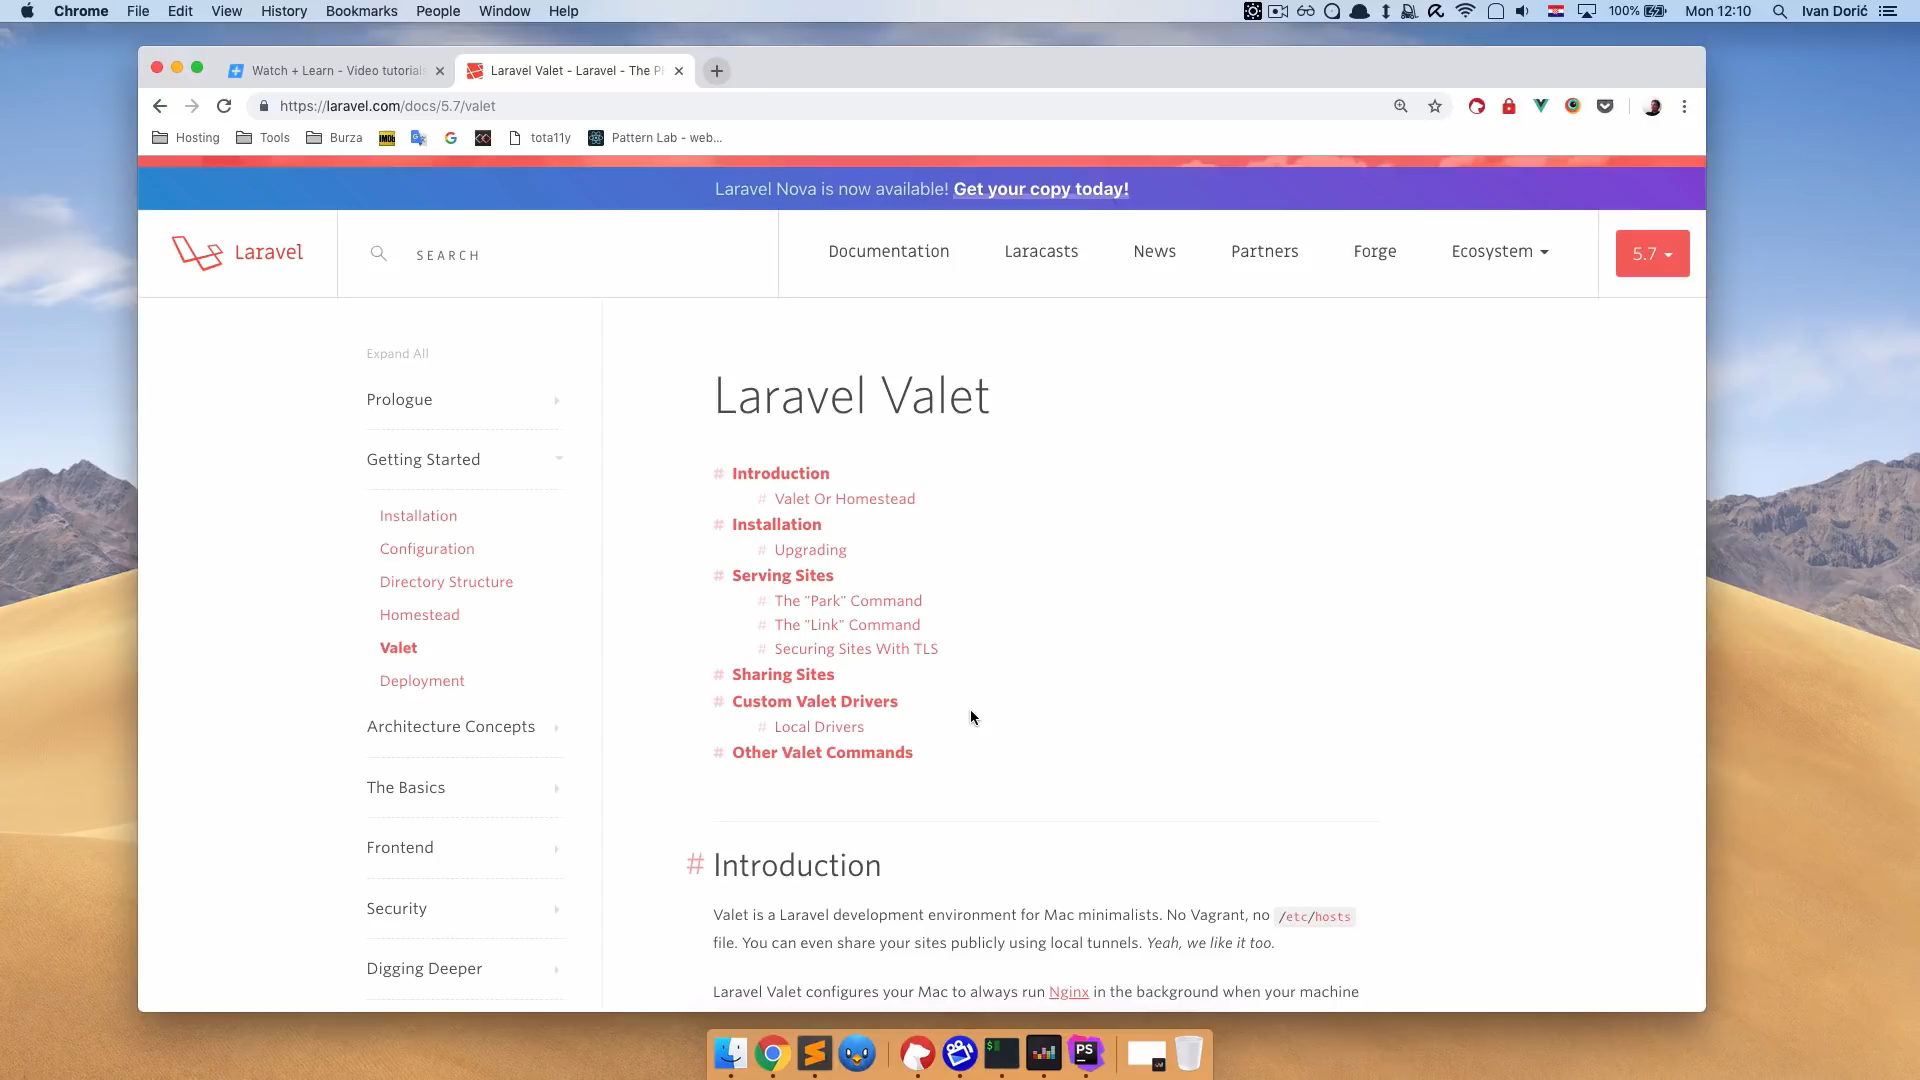 Chrome File Edit View History Bookmarks People Window Help 100% Mon 12:10 Ivan Dorić
Watch + Learn - Video tutorials
Laravel Valet - Laravel - The P
https://laravel.com/docs/5.7/valet
Hosting Tools Burza IMDb G tota11y Pattern Lab - web...
Laravel Nova is now available! Get your copy today!
Laravel SEARCH Documentation Laracasts News Partners Forge Ecosystem 5.7
Expand All
Prologue
Getting Started
Installation
Configuration
Directory Structure
Homestead
Valet
Deployment
Architecture Concepts
The Basics
Frontend
Security
Digging Deeper
Laravel Valet
# Introduction
# Valet Or Homestead
# Installation
# Upgrading
# Serving Sites
# The "Park" Command
# The "Link" Command
# Securing Sites With TLS
# Sharing Sites
# Custom Valet Drivers
# Local Drivers
# Other Valet Commands
# Introduction
Valet is a Laravel development environment for Mac minimalists. No Vagrant, no /etc/hosts
file. You can even share your sites publicly using local tunnels. Yeah, we like it too.
Laravel Valet configures your Mac to always run Nginx in the background when your machine
$ PS